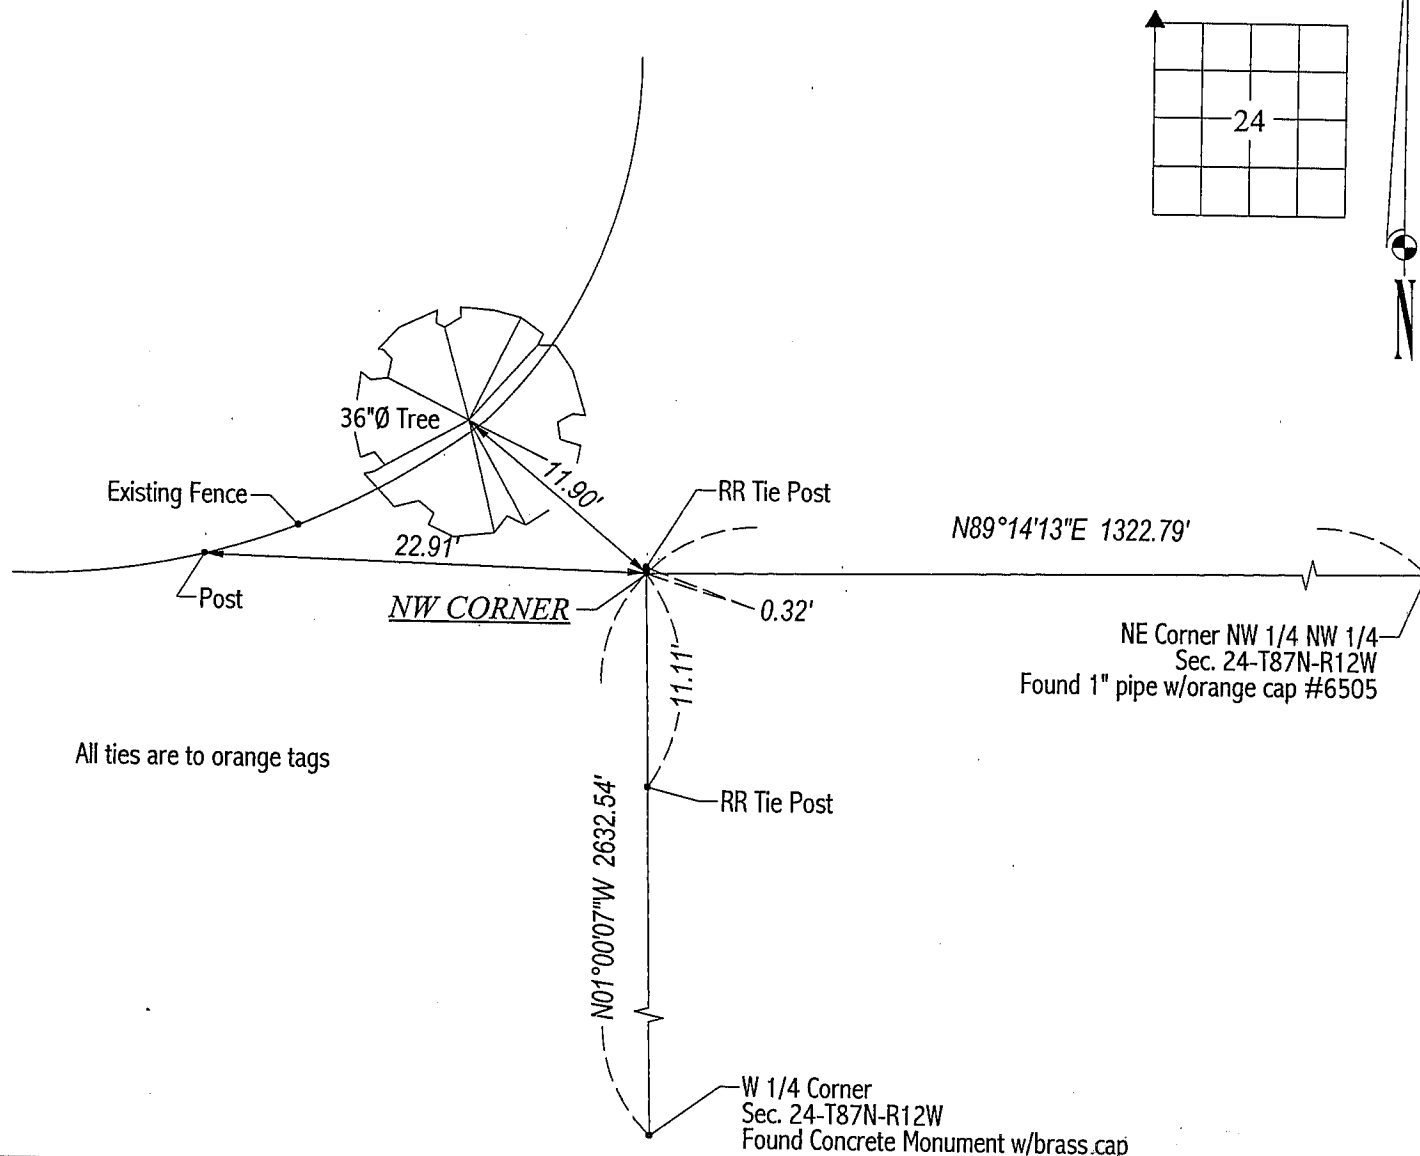 24
N
36"Ø Tree
11.90'
Existing Fence
RR Tie Post
N89°14'13"E 1322.79'
22.91'
Post
NW CORNER
0.32'
NE Corner NW 1/4 NW 1/4
Sec. 24-T87N-R12W
Found 1" pipe w/orange cap #6505
11.11'
All ties are to orange tags
RR Tie Post
N01°00'07"W 2632.54'
W 1/4 Corner
Sec. 24-T87N-R12W
Found Concrete Monument w/brass cap